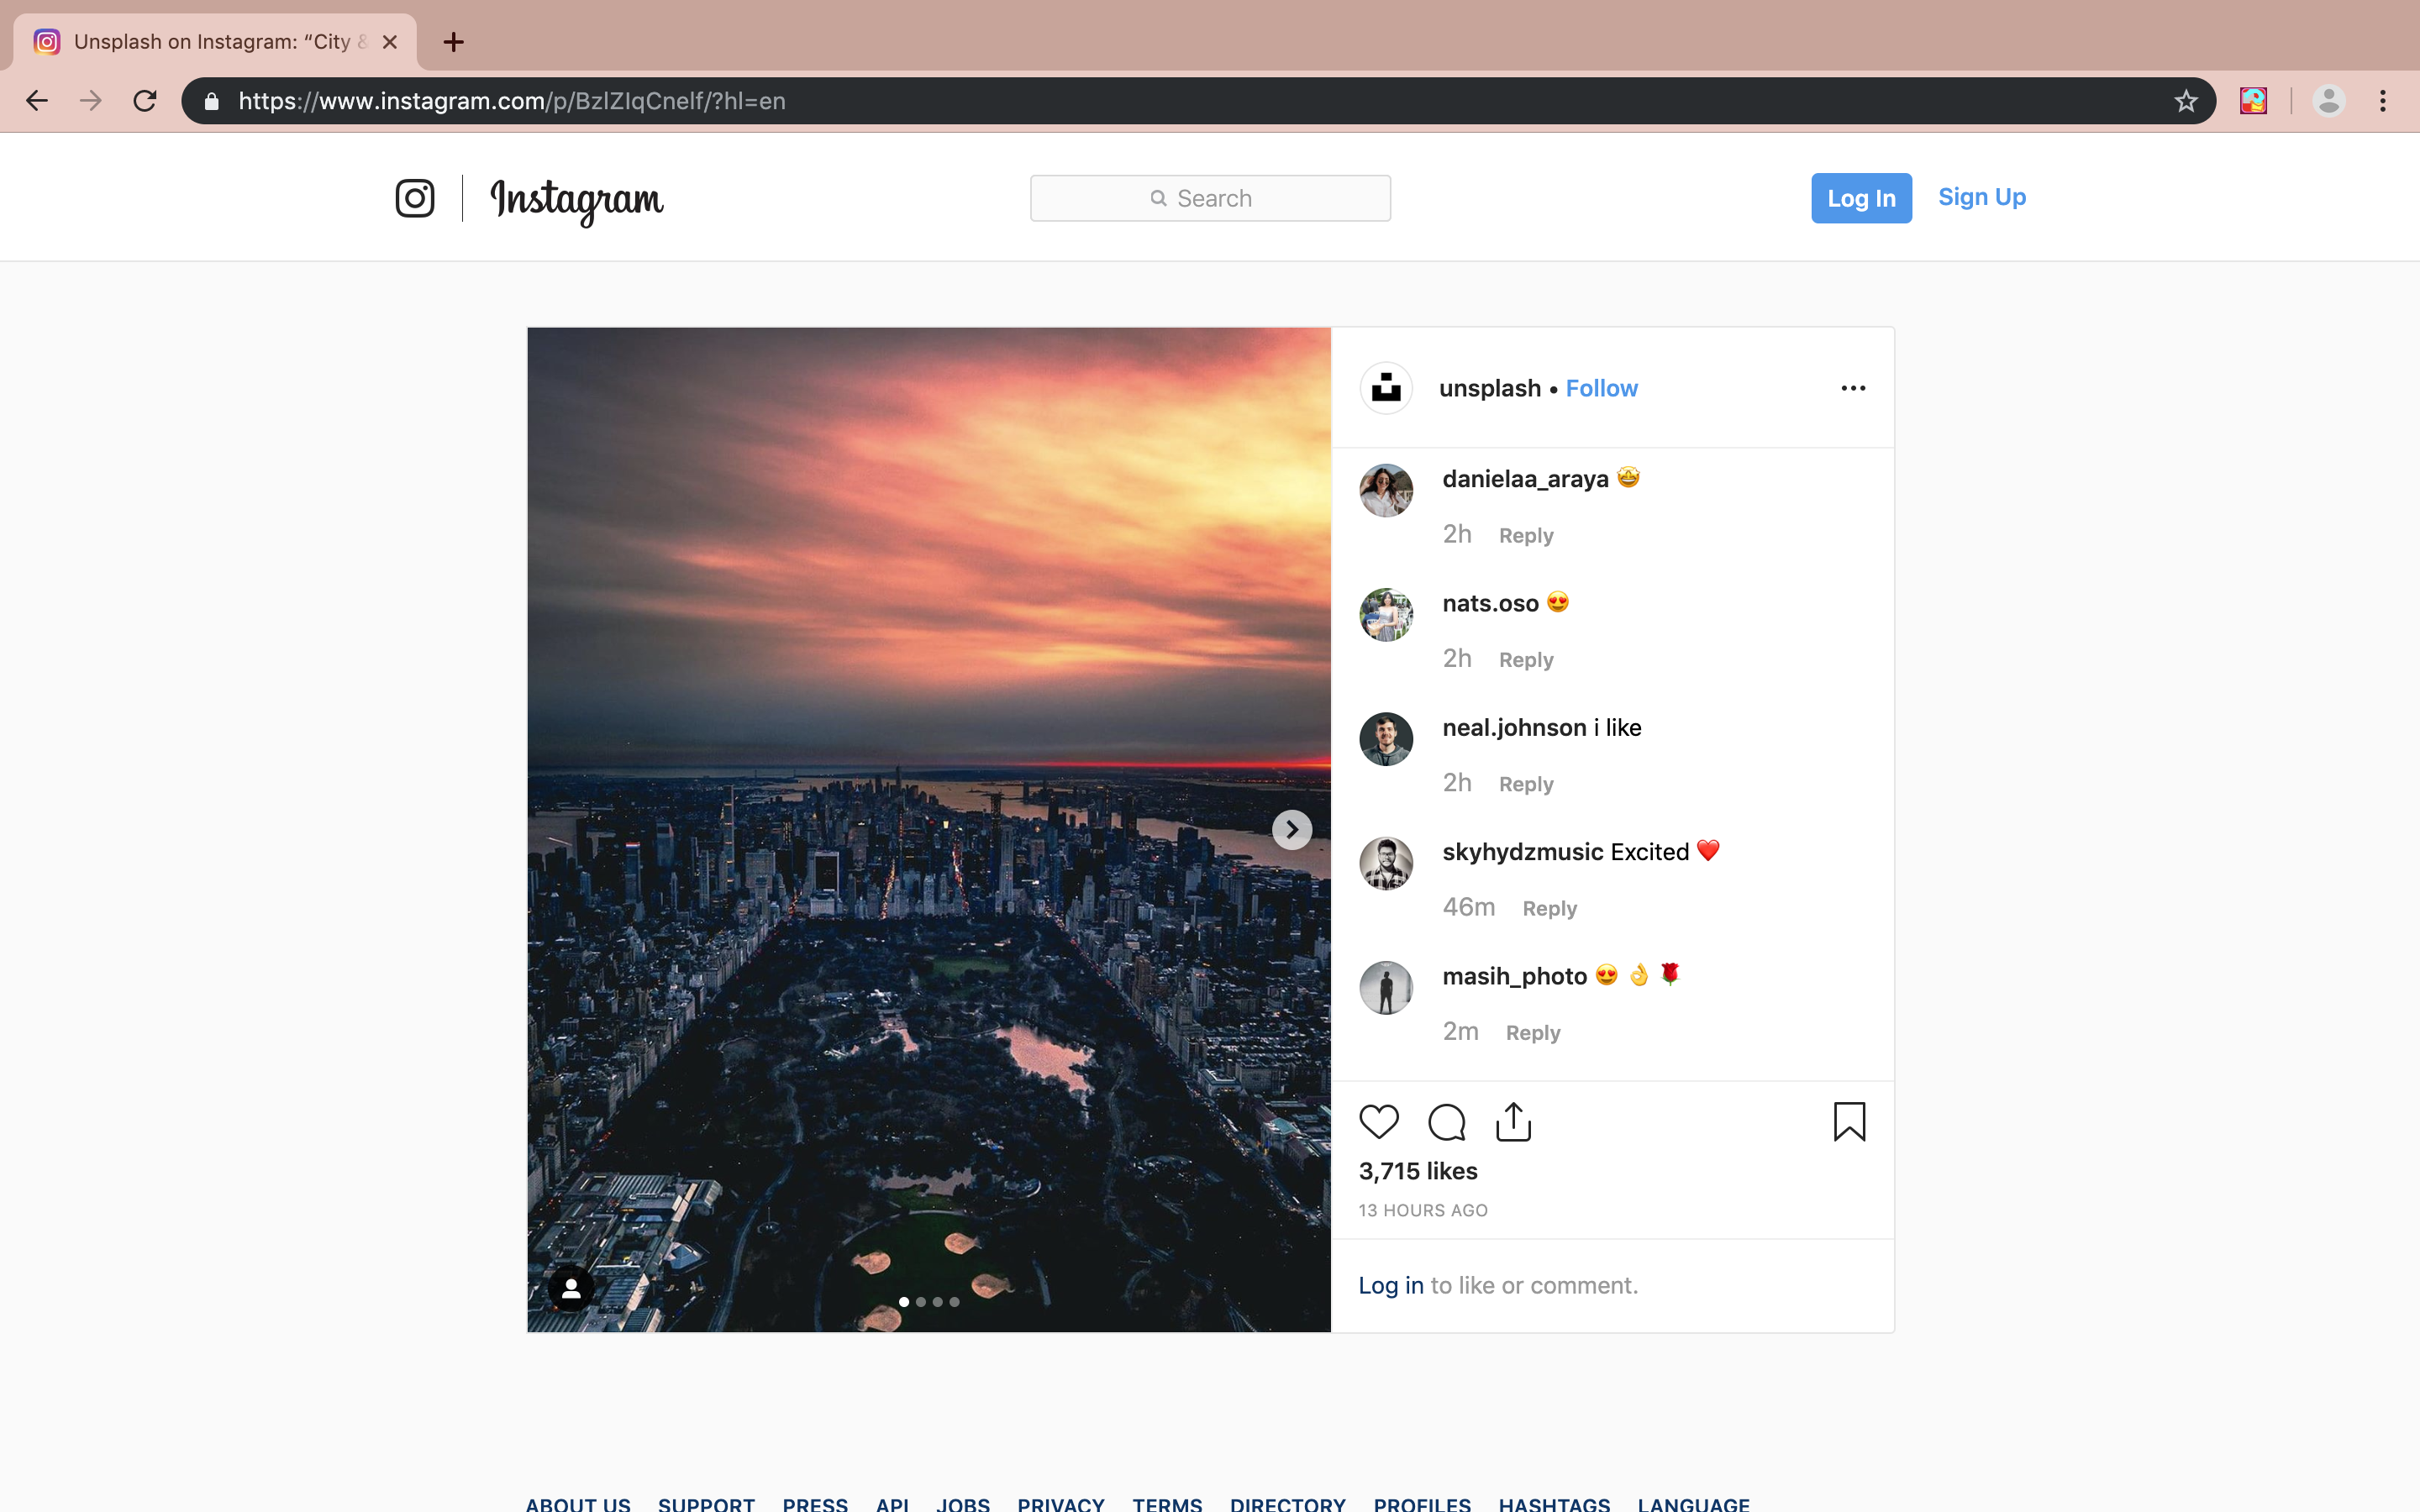 Unsplash on Instagram: “City &
https://www.instagram.com/p/BzlZIqCnelf/?hl=en
Instagram
Search
Log In
Sign Up
unsplash • Follow
danielaa_araya 🤩
2h Reply
nats.oso 😍
2h Reply
neal.johnson i like
2h Reply
skyhydzmusic Excited ❤️
46m Reply
masih_photo 😍 👌 🌹
2m Reply
3,715 likes
13 HOURS AGO
Log in to like or comment.
ABOUT US SUPPORT PRESS API JOBS PRIVACY TERMS DIRECTORY PROFILES HASHTAGS LANGUAGE